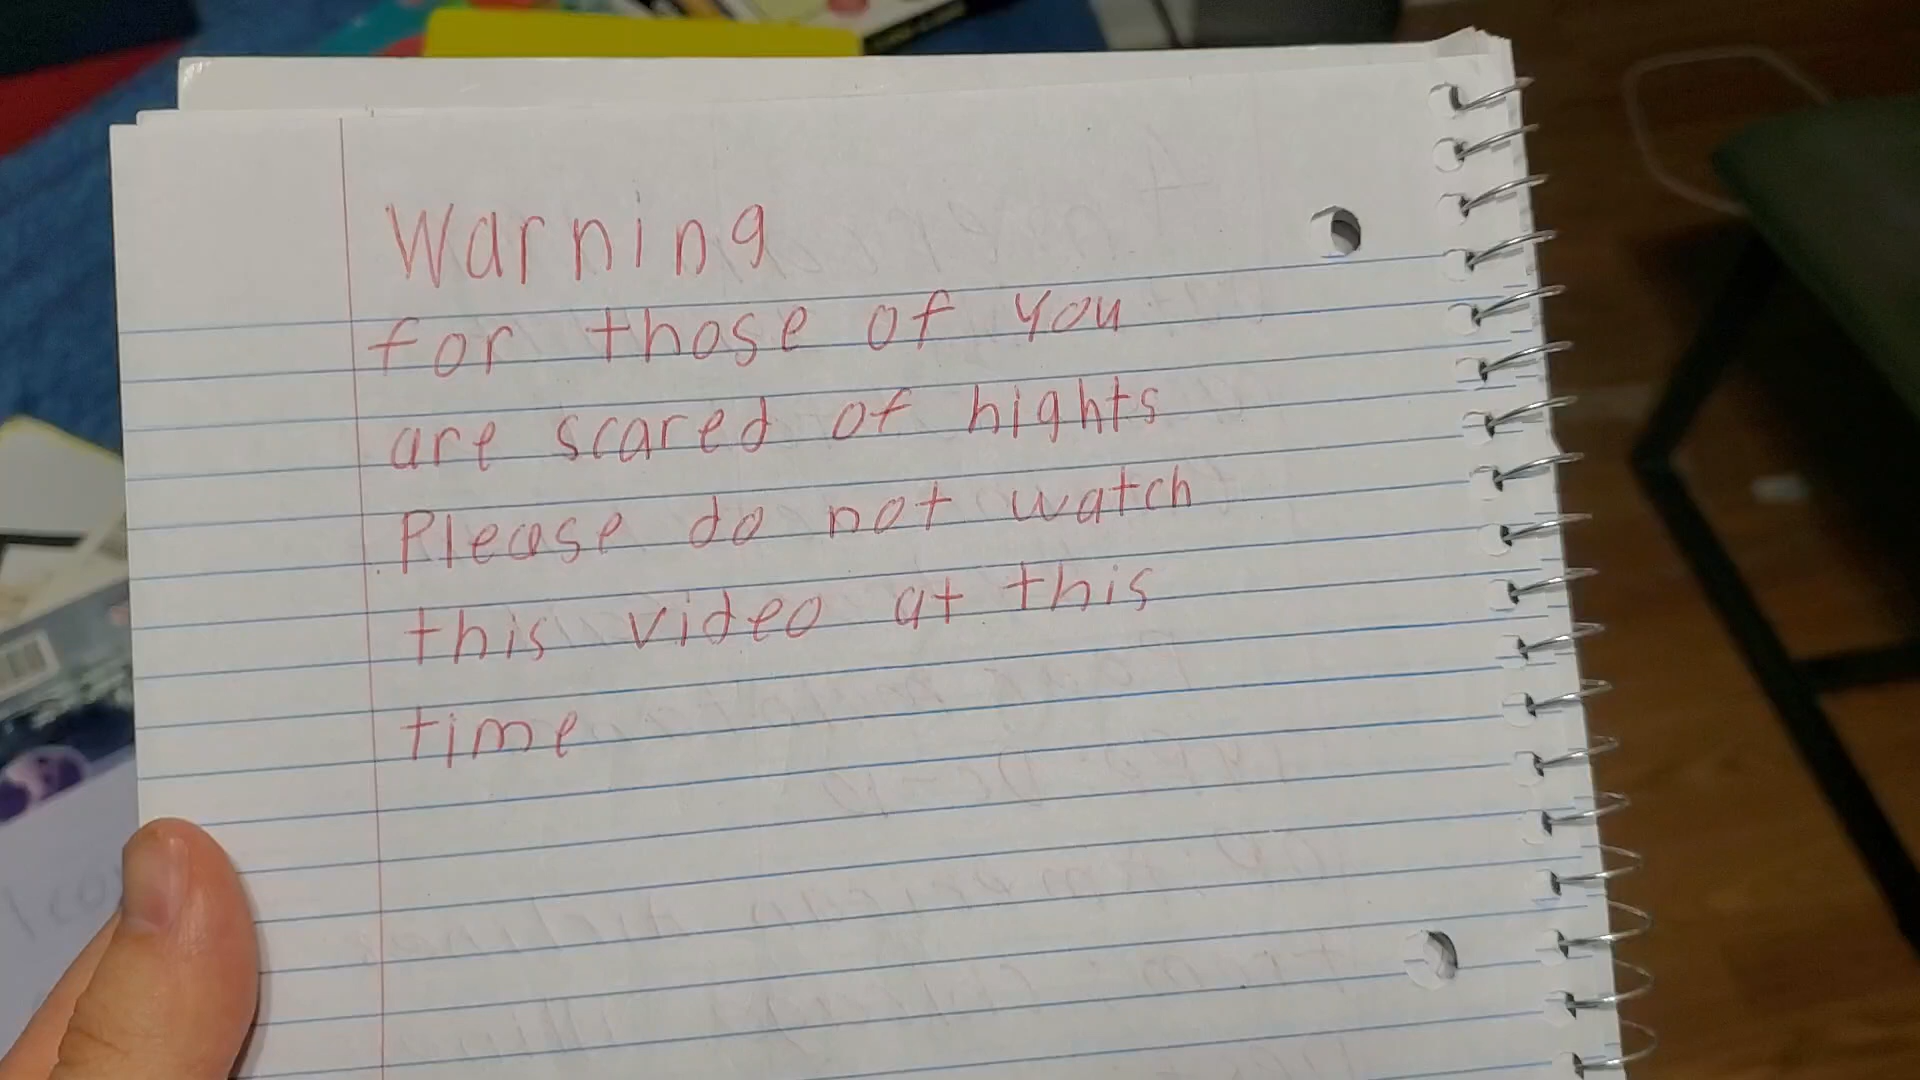 Warning
for those of you
are scared of hights
Please do not watch
this video at this
time